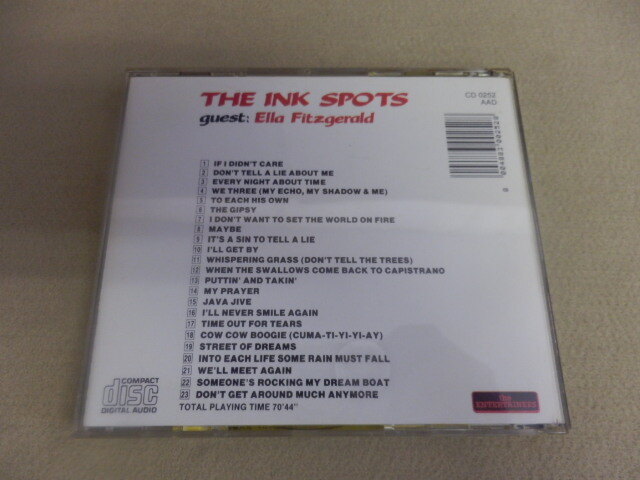 THE INK SPOTS
guest: Ella Fitzgerald
CD 0252
AAD
1 IF I DIDN'T CARE
2 DON'T TELL A LIE ABOUT ME
3 EVERY NIGHT ABOUT TIME
4 WE THREE (MY ECHO, MY SHADOW & ME)
5 TO EACH HIS OWN
6 THE GIPSY
7 I DON'T WANT TO SET THE WORLD ON FIRE
8 MAYBE
9 IT'S A SIN TO TELL A LIE
10 I'LL GET BY
11 WHISPERING GRASS (DON'T TELL THE TREES)
12 WHEN THE SWALLOWS COME BACK TO CAPISTRANO
13 PUTTIN' AND TAKIN'
14 MY PRAYER
15 JAVA JIVE
16 I'LL NEVER SMILE AGAIN
17 TIME OUT FOR TEARS
18 COW COW BOOGIE (CUMA-TI-YI-YI-AY)
19 STREET OF DREAMS
20 INTO EACH LIFE SOME RAIN MUST FALL
21 WE'LL MEET AGAIN
22 SOMEONE'S ROCKING MY DREAM BOAT
23 DON'T GET AROUND MUCH ANYMORE
TOTAL PLAYING TIME 70'44"
COMPACT
disc
DIGITAL AUDIO
the
ENTERTAINERS